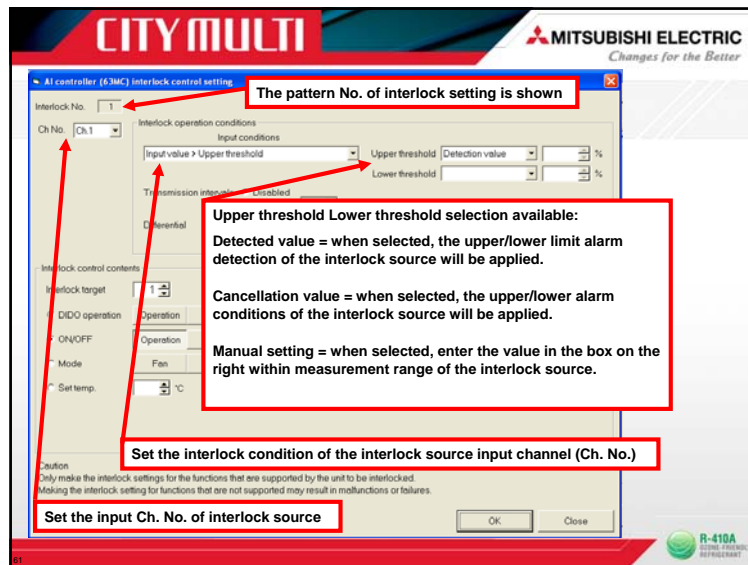 CITY MULTI
MITSUBISHI ELECTRIC
Changes for the Better
AI controller (63MC) interlock control setting
The pattern No. of interlock setting is shown
Interlock No. 1
Ch No. Ch.1
Interlock operation conditions
Input conditions
Input value > Upper threshold
Upper threshold Detection value %
Lower threshold %
Disabled
Upper threshold Lower threshold selection available:
Detected value = when selected, the upper/lower limit alarm
detection of the interlock source will be applied.
Cancellation value = when selected, the upper/lower alarm
conditions of the interlock source will be applied.
Manual setting = when selected, enter the value in the box on the
right within measurement range of the interlock source.
Differential
Interlock control contents
Interlock target 1
DIDO operation Operation
ON/OFF Operation
Mode Fan
Set temp. °C
Set the interlock condition of the interlock source input channel (Ch. No.)
Caution
Only make the interlock settings for the functions that are supported by the unit to be interlocked.
Making the interlock setting for functions that are not supported may result in malfunctions or failures.
Set the input Ch. No. of interlock source
OK Close
R-410A
OZONE-FRIENDLY
REFRIGERANT
61